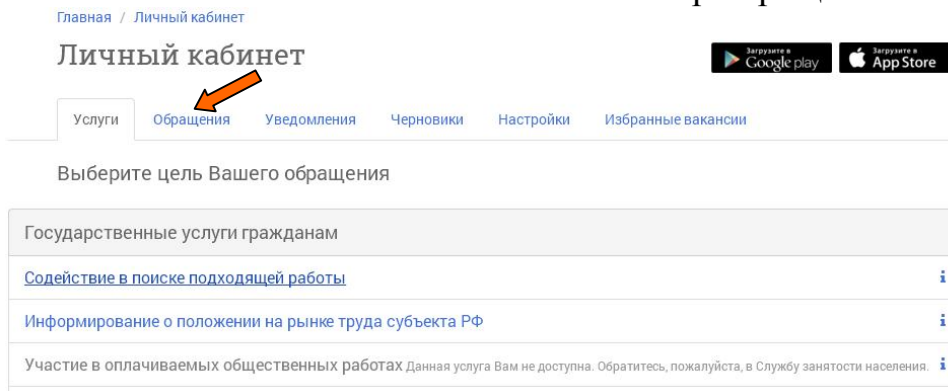 Главная / Личный кабинет
Личный кабинет
Загрузите в Google play
Загрузите в App Store
Услуги Обращения Уведомления Черновики Настройки Избранные вакансии
Выберите цель Вашего обращения
Государственные услуги гражданам
Содействие в поиске подходящей работы
Информирование о положении на рынке труда субъекта РФ
Участие в оплачиваемых общественных работах Данная услуга Вам не доступна. Обратитесь, пожалуйста, в Службу занятости населения.